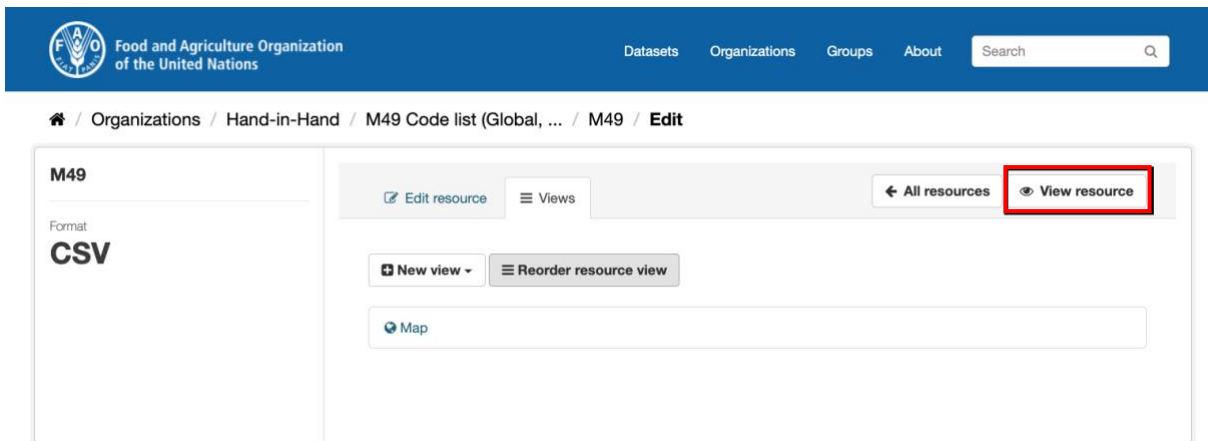 F A O
FIAT PANIS
Food and Agriculture Organization
of the United Nations
Datasets Organizations Groups About Search
/ Organizations / Hand-in-Hand / M49 Code list (Global, ... / M49 / Edit
M49
Format
CSV
Edit resource Views
All resources View resource
New view Reorder resource view
Map